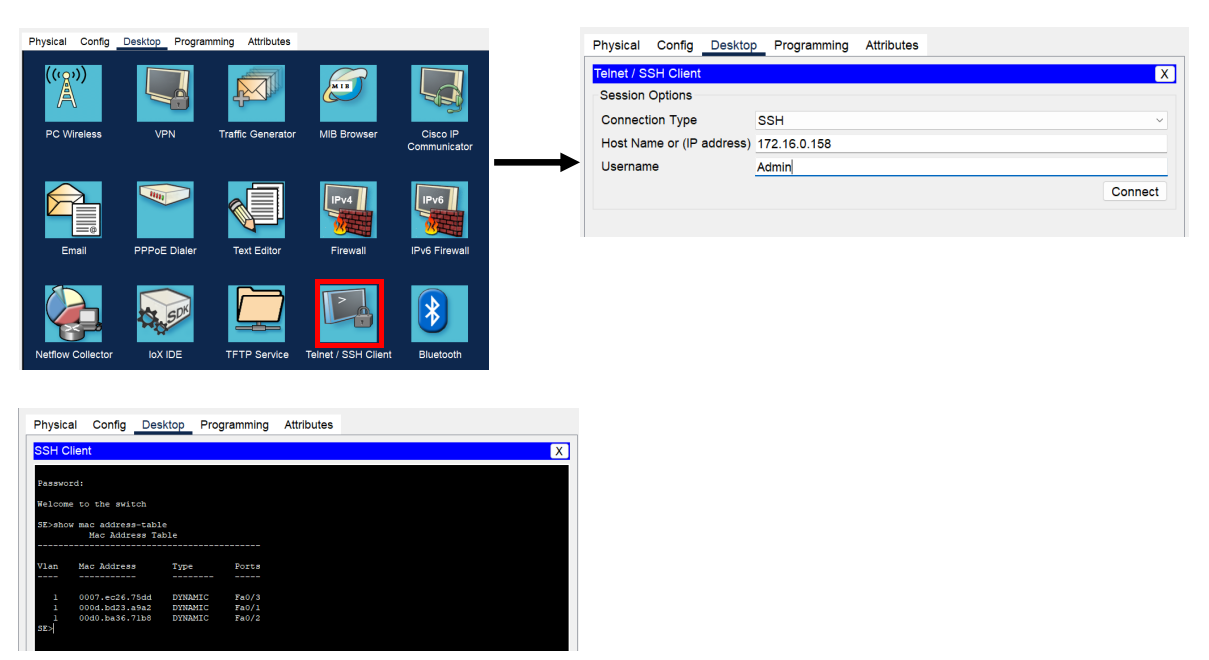 Physical Config Desktop Programming Attributes
((ๆ))
PC Wireless VPN Traffic Generator MIB Browser Cisco IP Communicator
MIB
IPv4 IPv6
Email PPPoE Dialer Text Editor Firewall IPv6 Firewall
SDK
>
Netflow Collector IoX IDE TFTP Service Telnet / SSH Client Bluetooth
Physical Config Desktop Programming Attributes
Telnet / SSH Client X
Session Options
Connection Type SSH
Host Name or (IP address) 172.16.0.158
Username Admin
Connect
Physical Config Desktop Programming Attributes
SSH Client X
Password:
Welcome to the switch
SE>show mac address-table
Mac Address Table
-------------------------------------------
Vlan Mac Address Type Ports
---- ----------- -------- -----
1 0007.ec26.75dd DYNAMIC Fa0/3
1 000d.bd23.a9a2 DYNAMIC Fa0/1
1 00d0.ba36.71b8 DYNAMIC Fa0/2
SE>